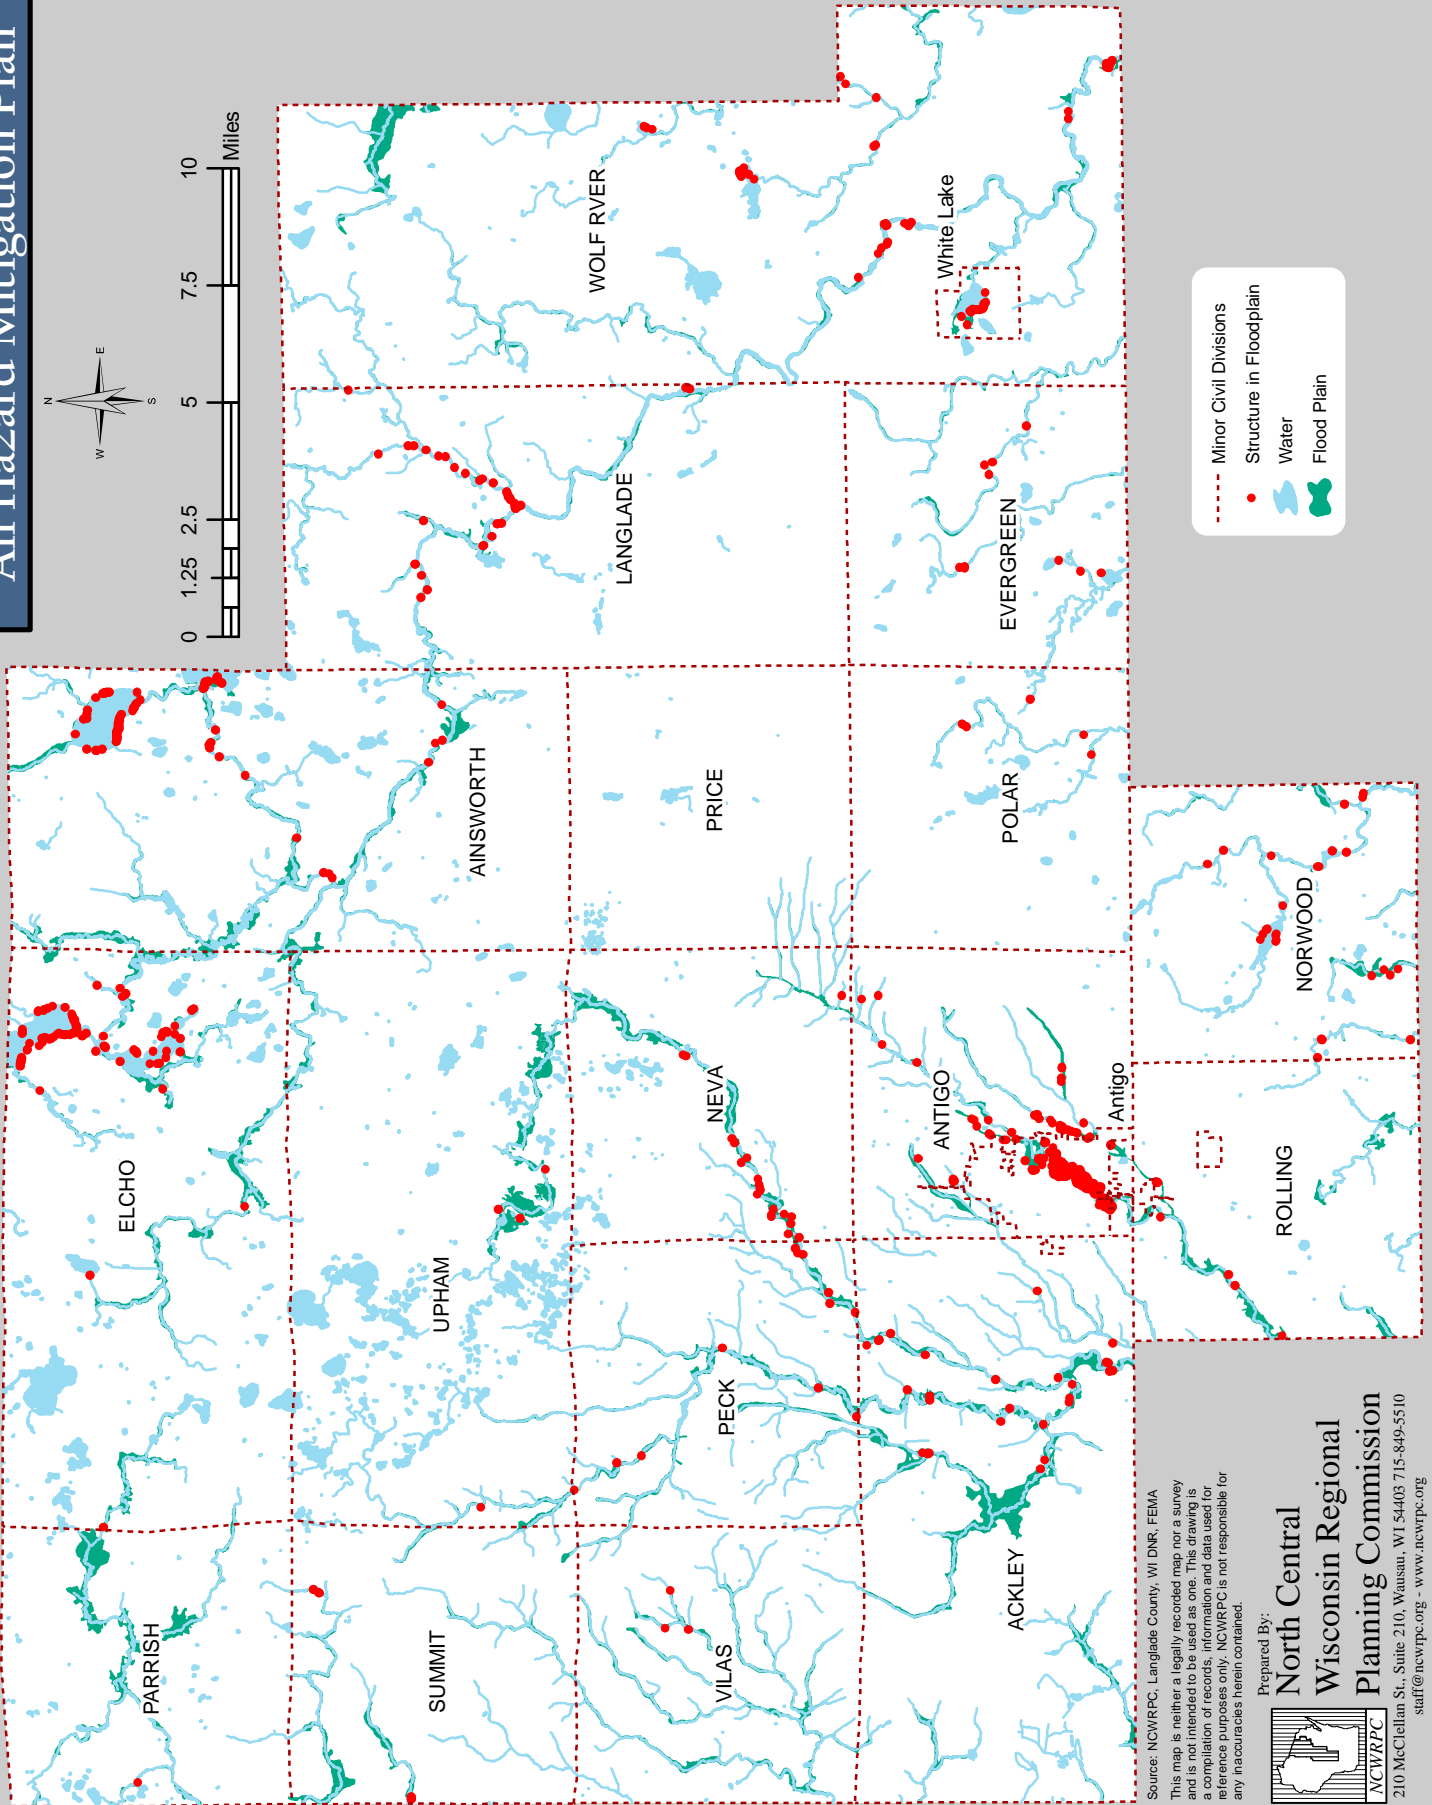 All Hazard Mitigation Plan
N
W
E
S
0
1.25
2.5
5
7.5
10
Miles
PARRISH
ELCHO
AINSWORTH
SUMMIT
UPHAM
LANGLADE
WOLF RVER
VILAS
PECK
NEVA
PRICE
White Lake
ACKLEY
ANTIGO
POLAR
EVERGREEN
Antigo
ROLLING
NORWOOD
Minor Civil Divisions
Structure in Floodplain
Water
Flood Plain
Source: NCWRPC, Langlade County, WI DNR, FEMA
This map is neither a legally recorded map nor a survey
and is not intended to be used as one. This drawing is
a compilation of records, information and data used for
reference purposes only. NCWRPC is not responsible for
any inaccuracies herein contained.
Prepared By:
North Central
Wisconsin Regional
Planning Commission
NCWRPC
210 McClellan St., Suite 210, Wausau, WI 54403 715-849-5510
staff@ncwrpc.org - www.ncwrpc.org